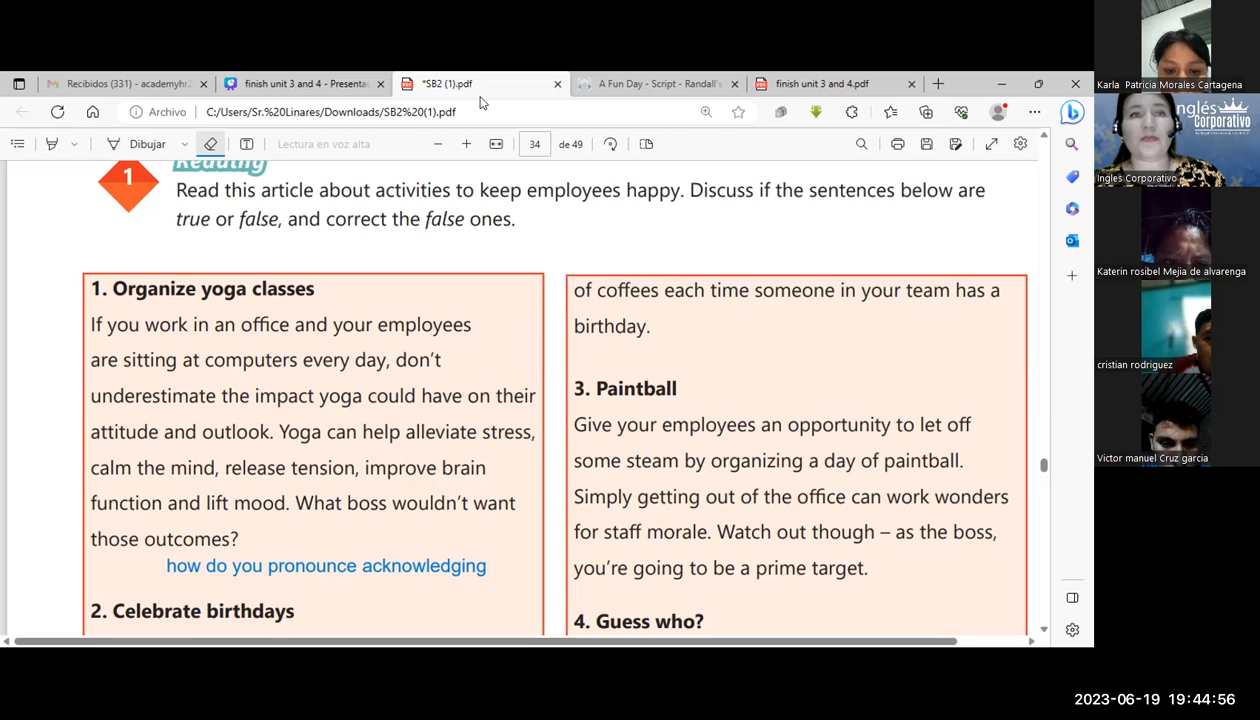 Recibidos (331) - academyhr2
finish unit 3 and 4 - Presenta
*SB2 (1).pdf
A Fun Day - Script - Randall's
finish unit 3 and 4.pdf
Archivo
C:/Users/Sr.%20Linares/Downloads/SB2%20(1).pdf
Dibujar
Lectura en voz alta
34
de 49
Reading
1
Read this article about activities to keep employees happy. Discuss if the sentences below are
true or false, and correct the false ones.
1. Organize yoga classes
If you work in an office and your employees
are sitting at computers every day, don't
underestimate the impact yoga could have on their
attitude and outlook. Yoga can help alleviate stress,
calm the mind, release tension, improve brain
function and lift mood. What boss wouldn't want
those outcomes?
how do you pronounce acknowledging
2. Celebrate birthdays
of coffees each time someone in your team has a
birthday.
3. Paintball
Give your employees an opportunity to let off
some steam by organizing a day of paintball.
Simply getting out of the office can work wonders
for staff morale. Watch out though – as the boss,
you're going to be a prime target.
4. Guess who?
Karla Patricia Morales Cartagena
Inglés
Corporativo
Ingles Corporativo
Katerin rosibel Mejia de alvarenga
cristian rodriguez
Victor manuel Cruz garcia
2023-06-19 19:44:56